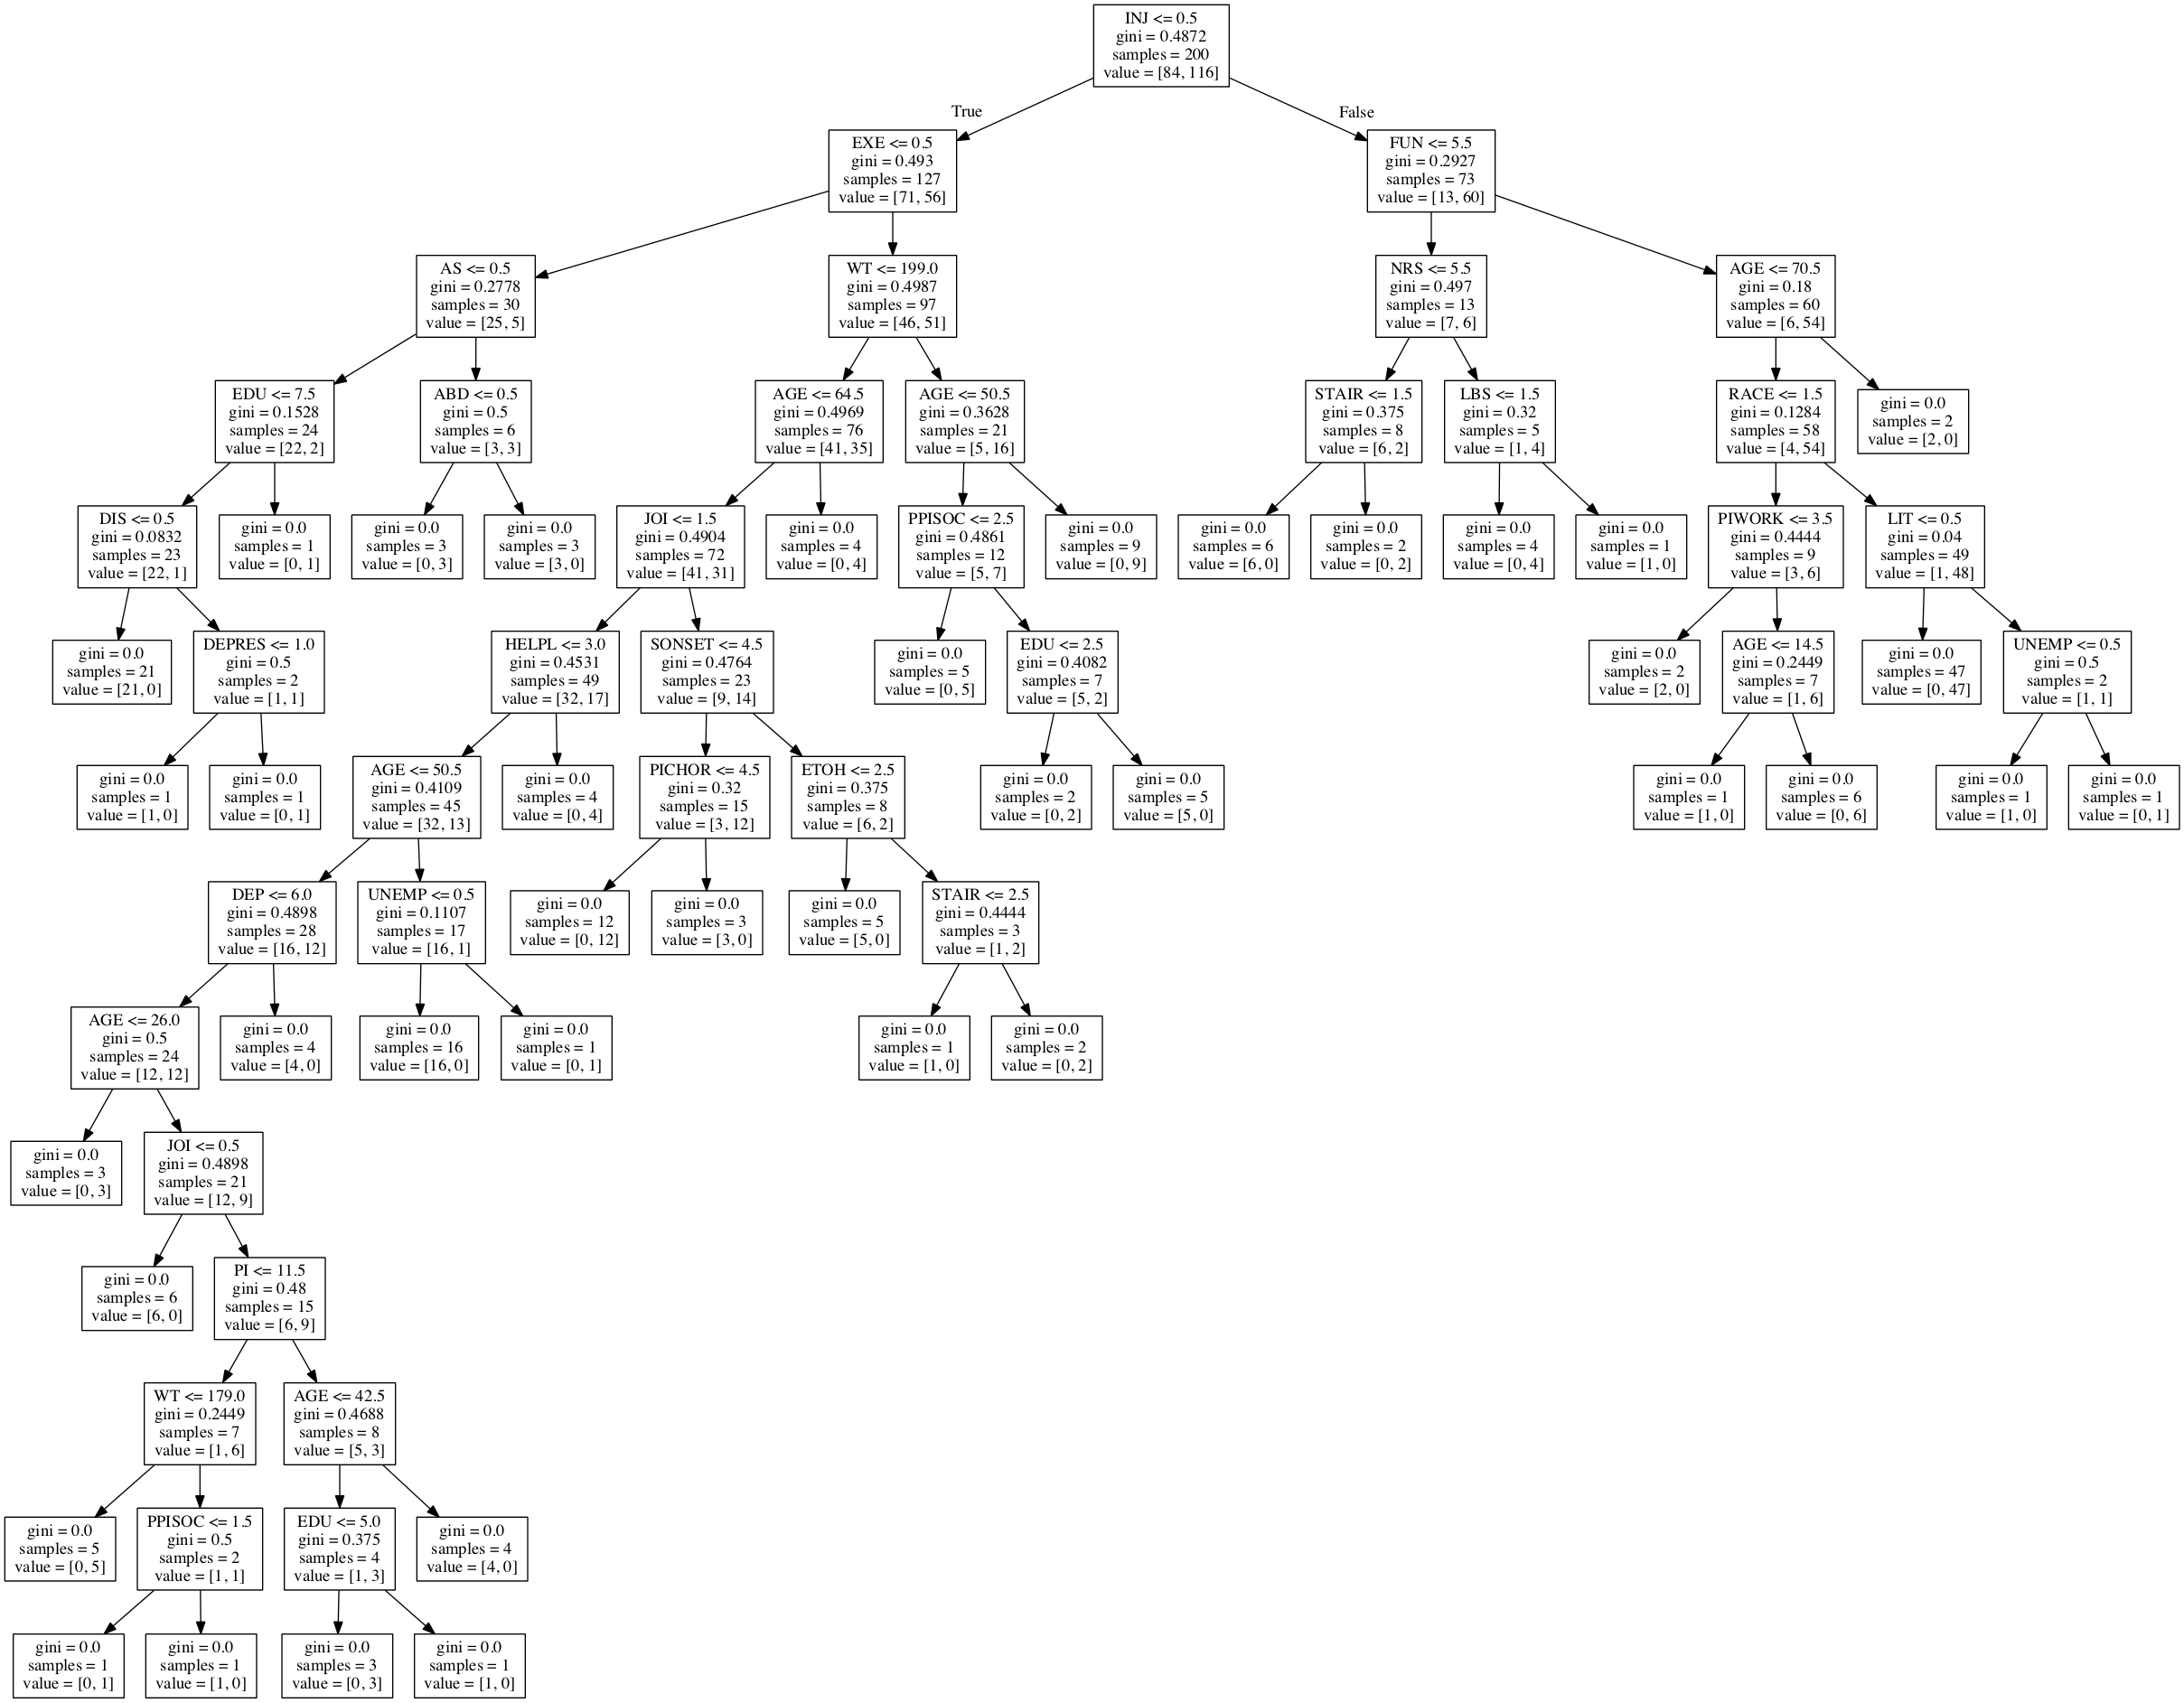 INJ <= 0.5
gini = 0.4872
samples = 200
value = [84, 116]
True
False
EXE <= 0.5
gini = 0.493
samples = 127
value = [71, 56]
FUN <= 5.5
gini = 0.2927
samples = 73
value = [13, 60]
AS <= 0.5
gini = 0.2778
samples = 30
value = [25, 5]
WT <= 199.0
gini = 0.4987
samples = 97
value = [46, 51]
NRS <= 5.5
gini = 0.497
samples = 13
value = [7, 6]
AGE <= 70.5
gini = 0.18
samples = 60
value = [6, 54]
EDU <= 7.5
gini = 0.1528
samples = 24
value = [22, 2]
ABD <= 0.5
gini = 0.5
samples = 6
value = [3, 3]
AGE <= 64.5
gini = 0.4969
samples = 76
value = [41, 35]
AGE <= 50.5
gini = 0.3628
samples = 21
value = [5, 16]
STAIR <= 1.5
gini = 0.375
samples = 8
value = [6, 2]
LBS <= 1.5
gini = 0.32
samples = 5
value = [1, 4]
RACE <= 1.5
gini = 0.1284
samples = 58
value = [4, 54]
gini = 0.0
samples = 2
value = [2, 0]
DIS <= 0.5
gini = 0.0832
samples = 23
value = [22, 1]
gini = 0.0
samples = 1
value = [0, 1]
gini = 0.0
samples = 3
value = [0, 3]
gini = 0.0
samples = 3
value = [3, 0]
JOI <= 1.5
gini = 0.4904
samples = 72
value = [41, 31]
gini = 0.0
samples = 4
value = [0, 4]
PPISOC <= 2.5
gini = 0.4861
samples = 12
value = [5, 7]
gini = 0.0
samples = 9
value = [0, 9]
gini = 0.0
samples = 6
value = [6, 0]
gini = 0.0
samples = 2
value = [0, 2]
gini = 0.0
samples = 4
value = [0, 4]
gini = 0.0
samples = 1
value = [1, 0]
PIWORK <= 3.5
gini = 0.4444
samples = 9
value = [3, 6]
LIT <= 0.5
gini = 0.04
samples = 49
value = [1, 48]
gini = 0.0
samples = 21
value = [21, 0]
DEPRES <= 1.0
gini = 0.5
samples = 2
value = [1, 1]
HELPL <= 3.0
gini = 0.4531
samples = 49
value = [32, 17]
SONSET <= 4.5
gini = 0.4764
samples = 23
value = [9, 14]
gini = 0.0
samples = 5
value = [0, 5]
EDU <= 2.5
gini = 0.4082
samples = 7
value = [5, 2]
gini = 0.0
samples = 2
value = [2, 0]
AGE <= 14.5
gini = 0.2449
samples = 7
value = [1, 6]
gini = 0.0
samples = 47
value = [0, 47]
UNEMP <= 0.5
gini = 0.5
samples = 2
value = [1, 1]
gini = 0.0
samples = 1
value = [1, 0]
gini = 0.0
samples = 1
value = [0, 1]
AGE <= 50.5
gini = 0.4109
samples = 45
value = [32, 13]
gini = 0.0
samples = 4
value = [0, 4]
PICHOR <= 4.5
gini = 0.32
samples = 15
value = [3, 12]
ETOH <= 2.5
gini = 0.375
samples = 8
value = [6, 2]
gini = 0.0
samples = 2
value = [0, 2]
gini = 0.0
samples = 5
value = [5, 0]
gini = 0.0
samples = 1
value = [1, 0]
gini = 0.0
samples = 6
value = [0, 6]
gini = 0.0
samples = 1
value = [1, 0]
gini = 0.0
samples = 1
value = [0, 1]
DEP <= 6.0
gini = 0.4898
samples = 28
value = [16, 12]
UNEMP <= 0.5
gini = 0.1107
samples = 17
value = [16, 1]
gini = 0.0
samples = 12
value = [0, 12]
gini = 0.0
samples = 3
value = [3, 0]
gini = 0.0
samples = 5
value = [5, 0]
STAIR <= 2.5
gini = 0.4444
samples = 3
value = [1, 2]
AGE <= 26.0
gini = 0.5
samples = 24
value = [12, 12]
gini = 0.0
samples = 4
value = [4, 0]
gini = 0.0
samples = 16
value = [16, 0]
gini = 0.0
samples = 1
value = [0, 1]
gini = 0.0
samples = 1
value = [1, 0]
gini = 0.0
samples = 2
value = [0, 2]
gini = 0.0
samples = 3
value = [0, 3]
JOI <= 0.5
gini = 0.4898
samples = 21
value = [12, 9]
gini = 0.0
samples = 6
value = [6, 0]
PI <= 11.5
gini = 0.48
samples = 15
value = [6, 9]
WT <= 179.0
gini = 0.2449
samples = 7
value = [1, 6]
AGE <= 42.5
gini = 0.4688
samples = 8
value = [5, 3]
gini = 0.0
samples = 5
value = [0, 5]
PPISOC <= 1.5
gini = 0.5
samples = 2
value = [1, 1]
EDU <= 5.0
gini = 0.375
samples = 4
value = [1, 3]
gini = 0.0
samples = 4
value = [4, 0]
gini = 0.0
samples = 1
value = [0, 1]
gini = 0.0
samples = 1
value = [1, 0]
gini = 0.0
samples = 3
value = [0, 3]
gini = 0.0
samples = 1
value = [1, 0]